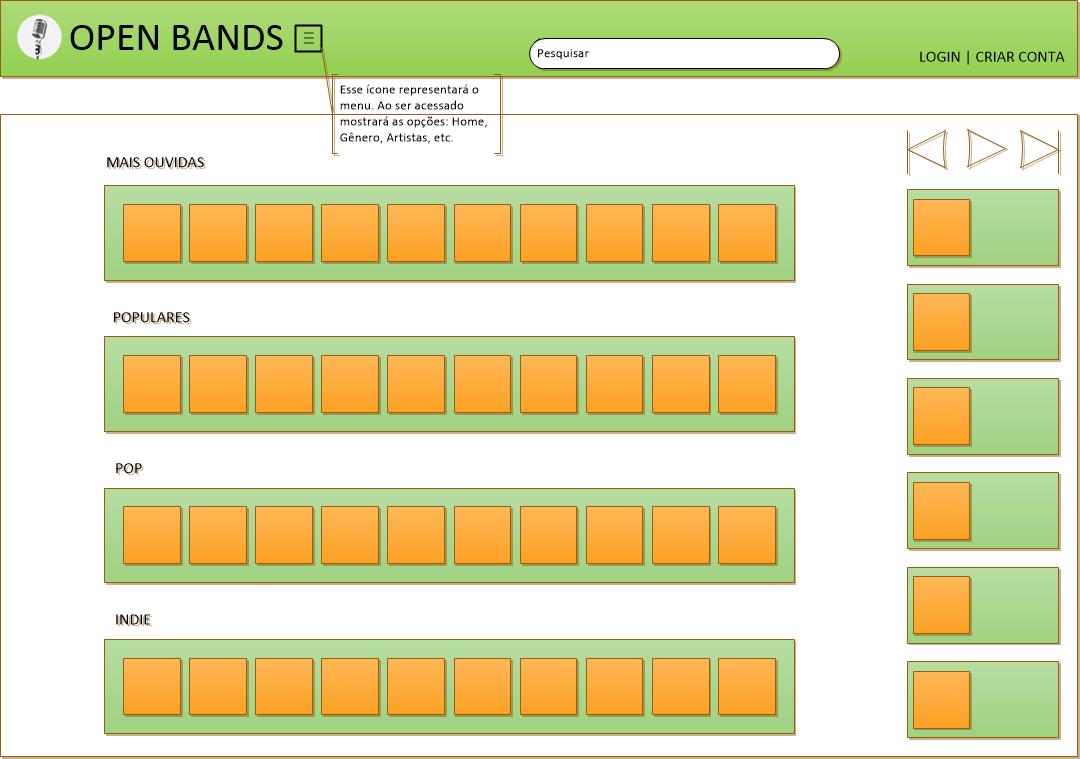 OPEN BANDS
Pesquisar
LOGIN | CRIAR CONTA
Esse ícone representará o
menu. Ao ser acessado
mostrará as opções: Home,
Gênero, Artistas, etc.
MAIS OUVIDAS
POPULARES
POP
INDIE